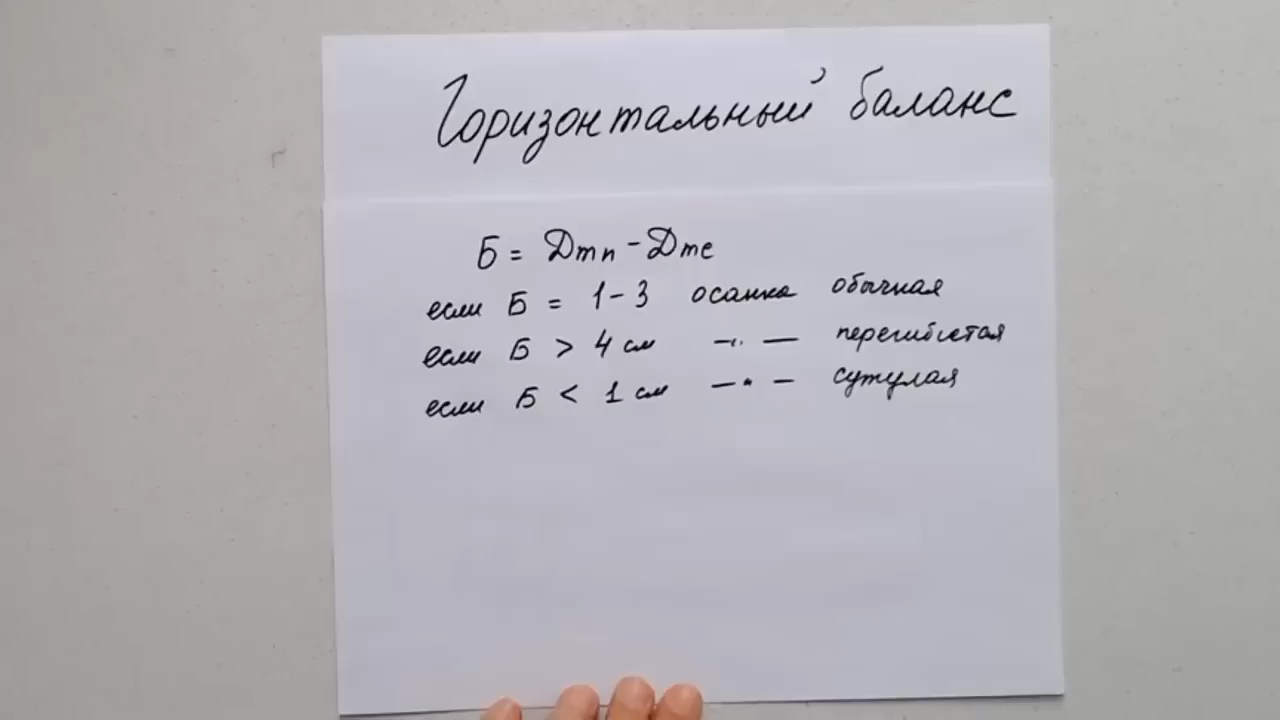 Горизонтальный баланс
Б = Дтп - Дтс
если Б = 1-3 осанка обычная
если Б > 4 см -"- перегибистая
если Б < 1 см -"- сутулая